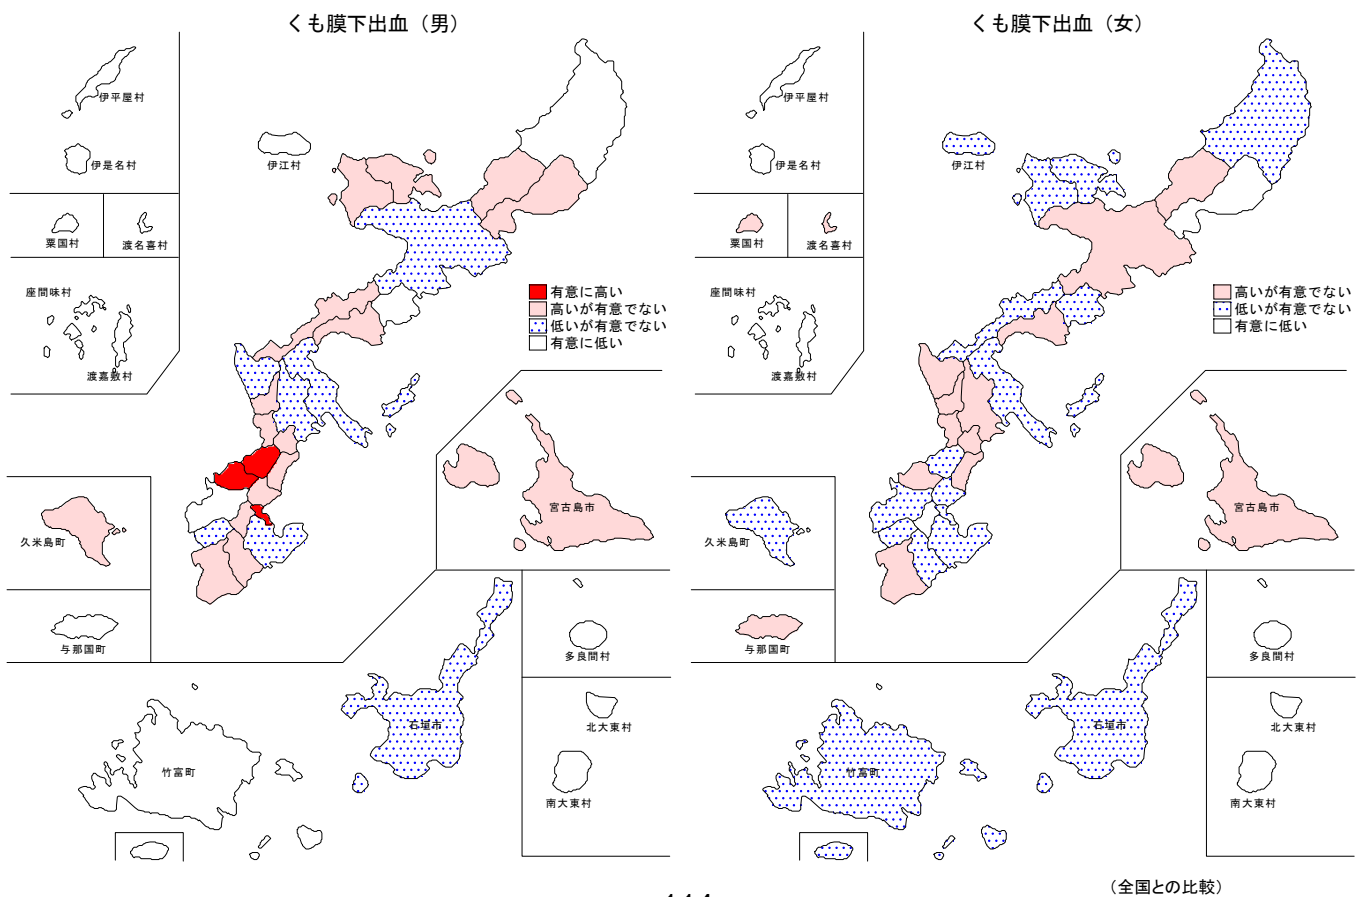 くも膜下出血（男）
伊平屋村
伊是名村
伊江村
粟国村
渡名喜村
座間味村
渡嘉敷村
有意に高い
高いが有意でない
低いが有意でない
有意に低い
久米島町
宮古島市
与那国町
多良間村
石垣市
北大東村
竹富町
南大東村
くも膜下出血（女）
伊平屋村
伊是名村
伊江村
粟国村
渡名喜村
座間味村
渡嘉敷村
高いが有意でない
低いが有意でない
有意に低い
久米島町
宮古島市
与那国町
多良間村
石垣市
北大東村
竹富町
南大東村
（全国との比較）